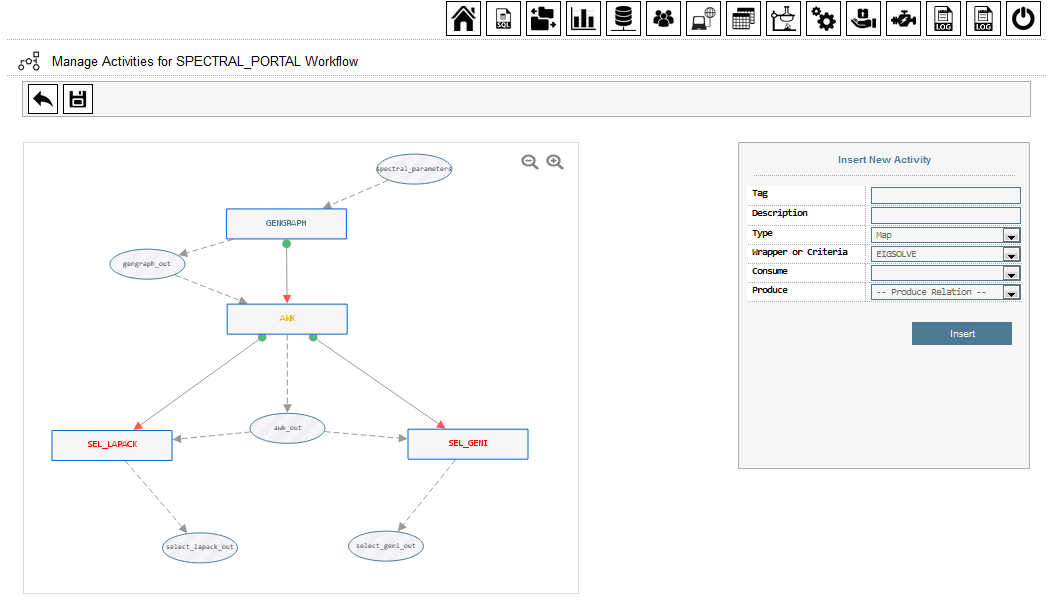 SQL
LOG
LOG
Manage Activities for SPECTRAL_PORTAL Workflow
spectral_parameters
GENGRAPH
gengraph_out
AWK
awk_out
SEL_LAPACK
SEL_GENI
select_lapack_out
select_geni_out
Insert New Activity
Tag
Description
Type Map
Wrapper or Criteria EIGSOLVE
Consume
Produce -- Produce Relation --
Insert